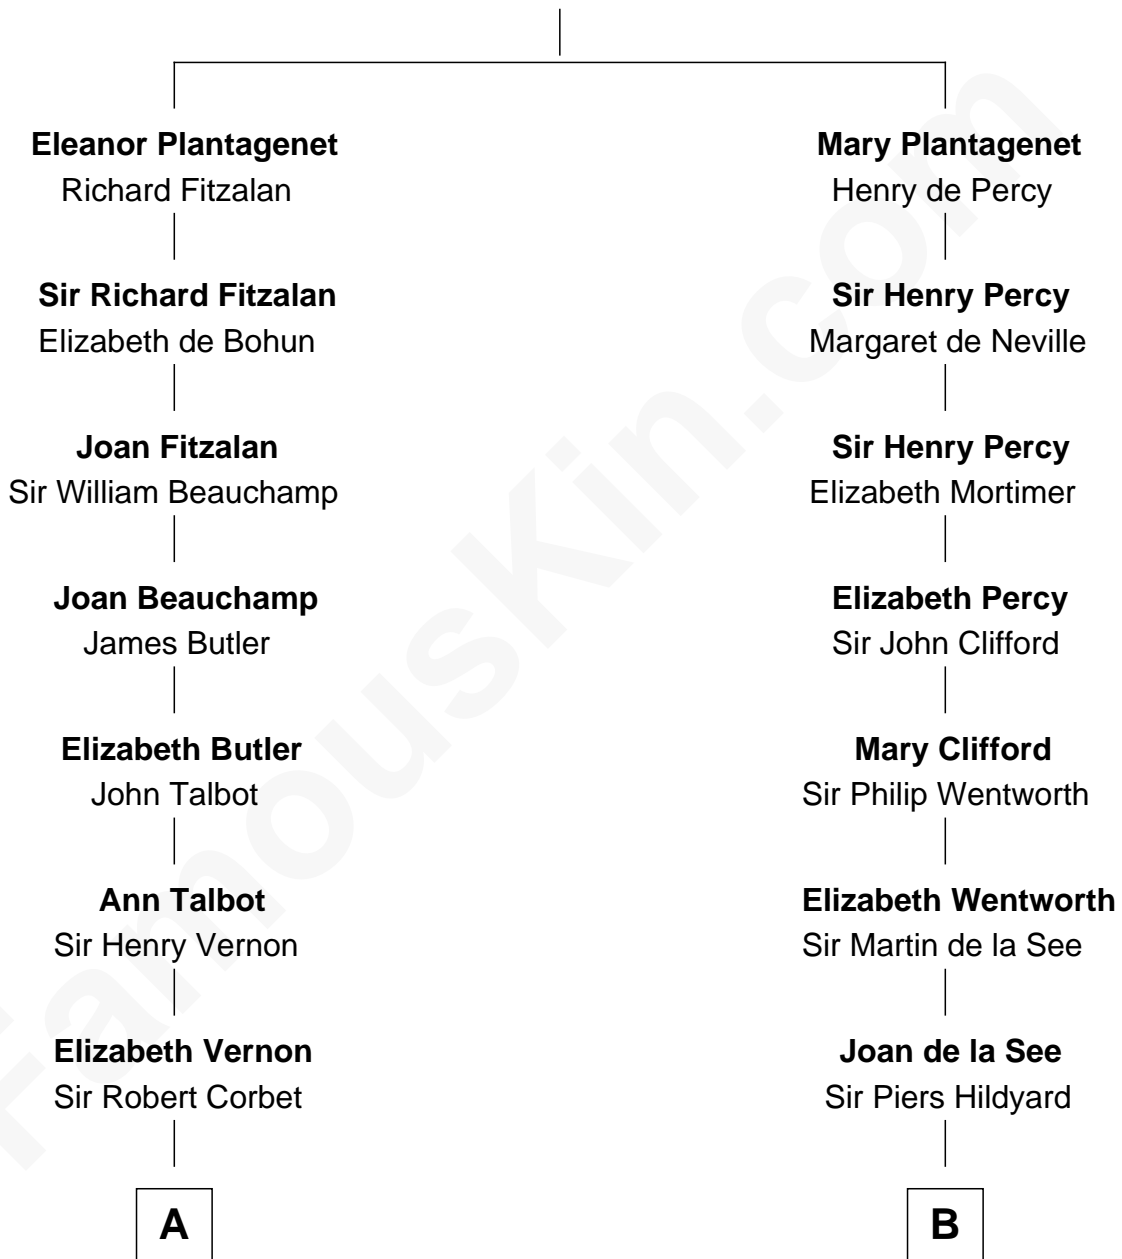 Eleanor Plantagenet
Richard Fitzalan
Sir Richard Fitzalan
Elizabeth de Bohun
Joan Fitzalan
Sir William Beauchamp
Joan Beauchamp
James Butler
Elizabeth Butler
John Talbot
Ann Talbot
Sir Henry Vernon
Elizabeth Vernon
Sir Robert Corbet
A
Mary Plantagenet
Henry de Percy
Sir Henry Percy
Margaret de Neville
Sir Henry Percy
Elizabeth Mortimer
Elizabeth Percy
Sir John Clifford
Mary Clifford
Sir Philip Wentworth
Elizabeth Wentworth
Sir Martin de la See
Joan de la See
Sir Piers Hildyard
B
FamousKin.com